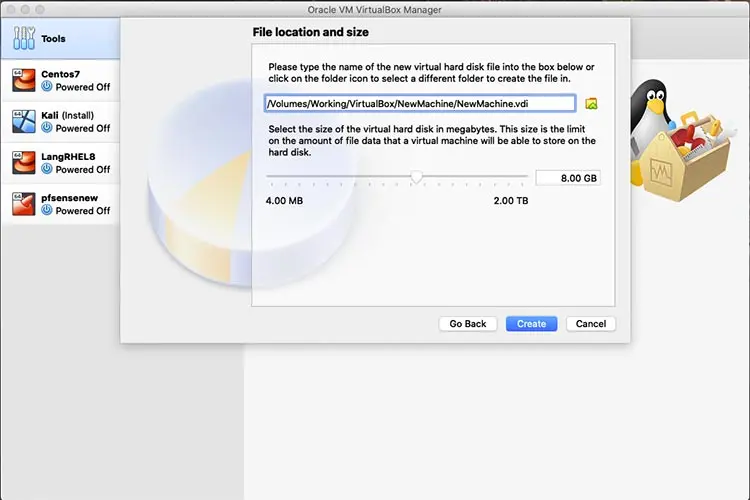 Oracle VM VirtualBox Manager
Tools
Centos7
Powered Off
Kali (Install)
Powered Off
LangRHEL8
Powered Off
pfsensenew
Powered Off
File location and size
Please type the name of the new virtual hard disk file into the box below or
click on the folder icon to select a different folder to create the file in.
/Volumes/Working/VirtualBox/NewMachine/NewMachine.vdi
Select the size of the virtual hard disk in megabytes. This size is the limit
on the amount of file data that a virtual machine will be able to store on the
hard disk.
8.00 GB
4.00 MB
2.00 TB
Go Back
Create
Cancel